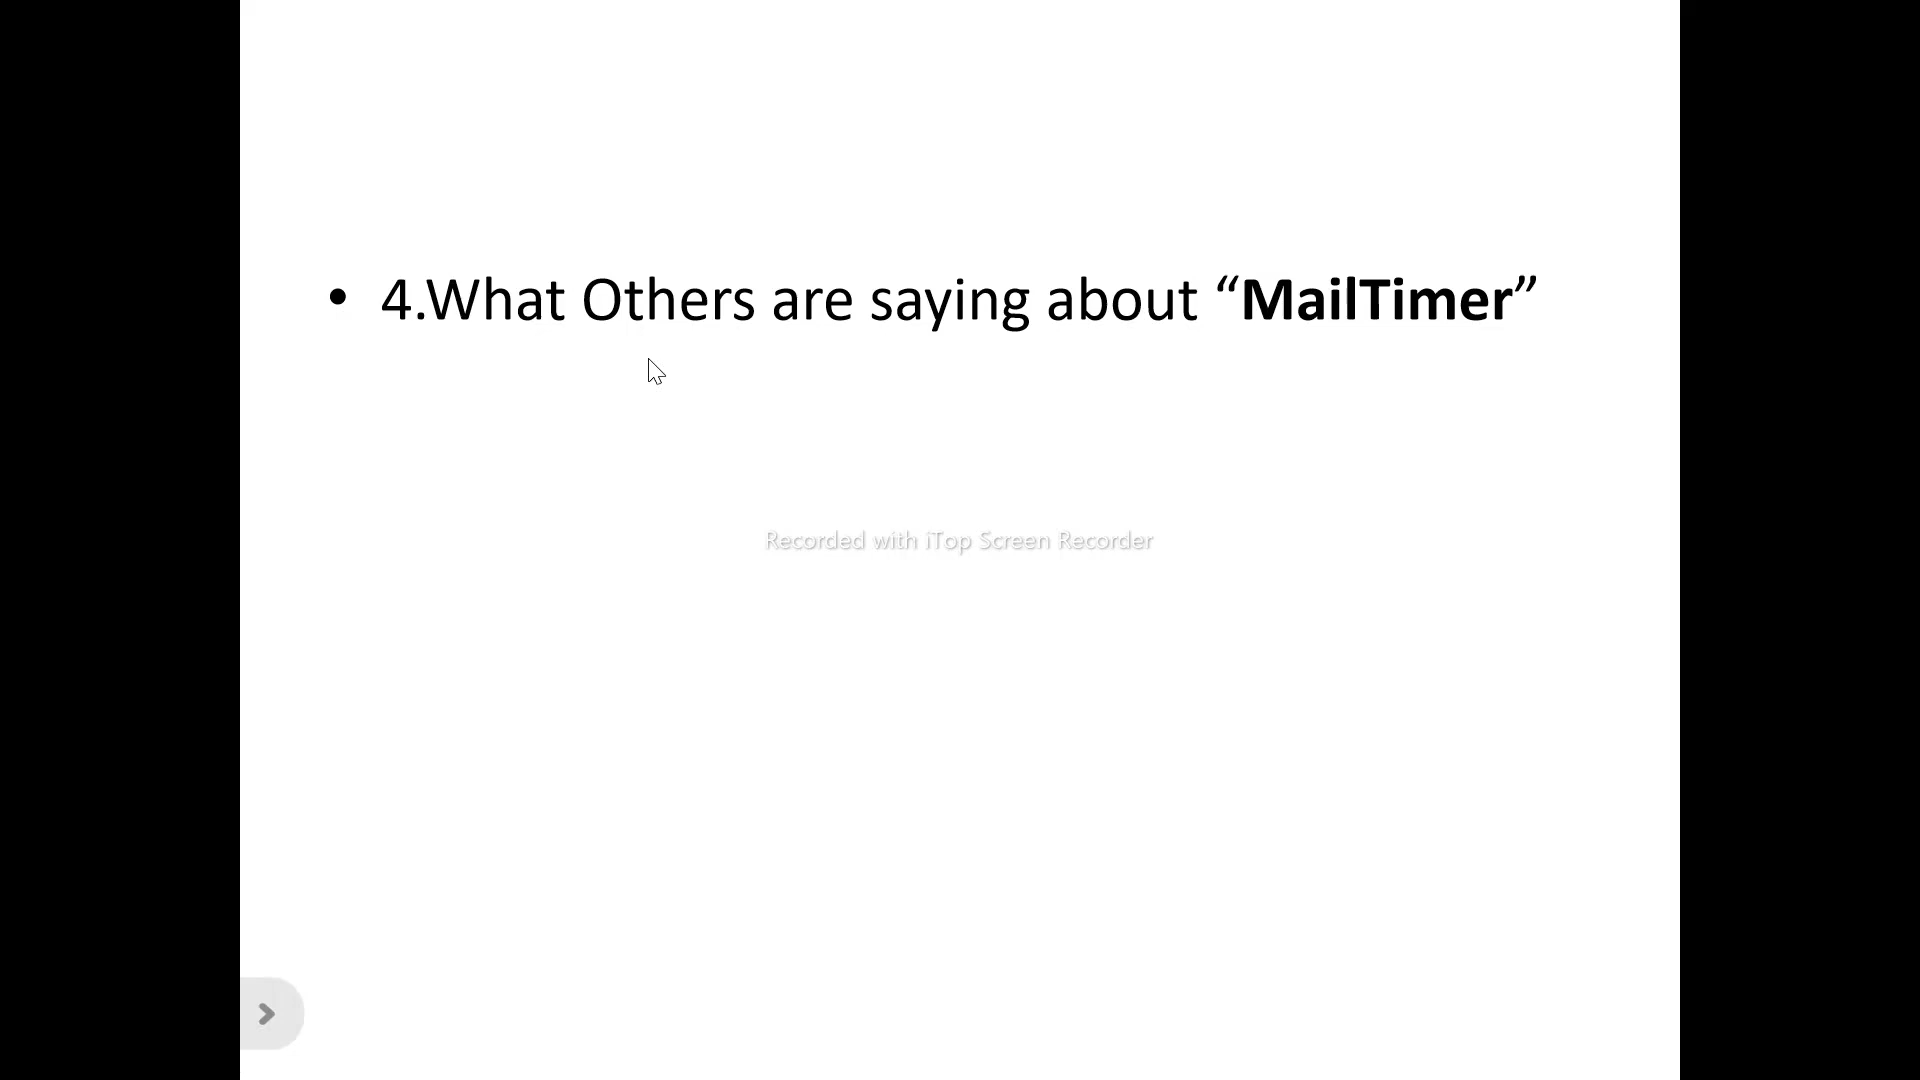 • 4.What Others are saying about “MailTimer”
Recorded with iTop Screen Recorder